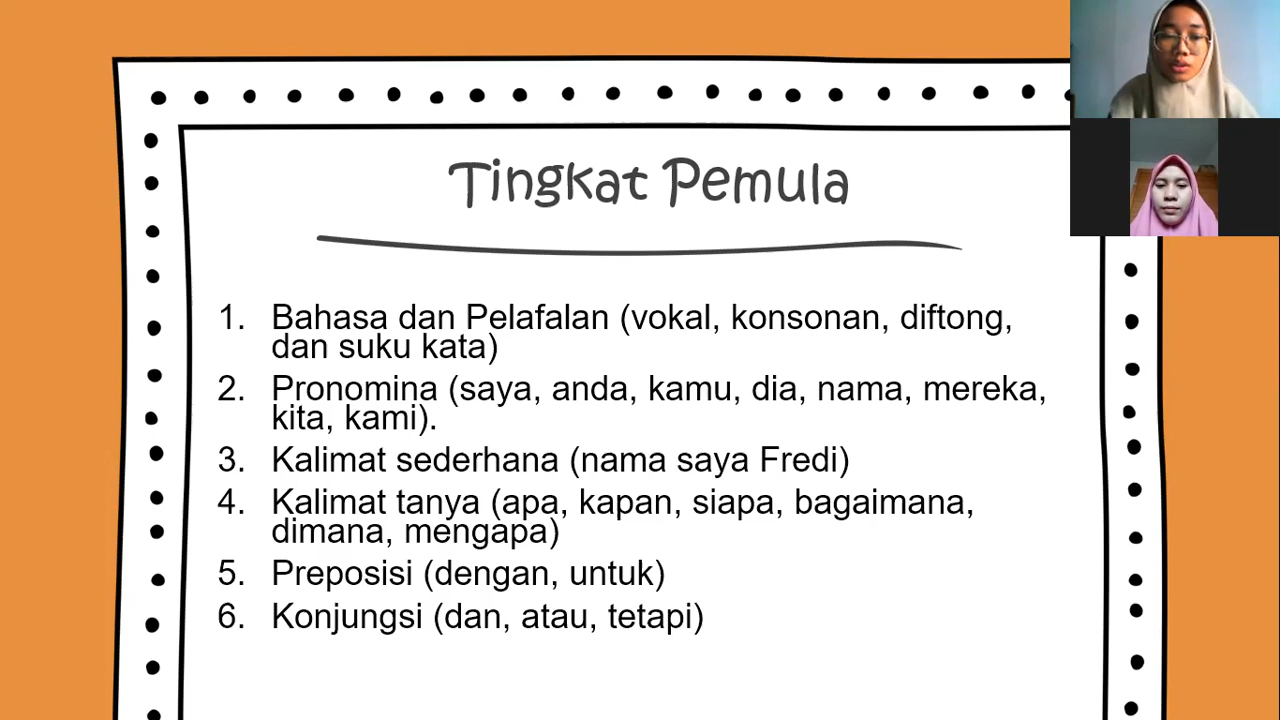 Tingkat Pemula
1. Bahasa dan Pelafalan (vokal, konsonan, diftong,
dan suku kata)
2. Pronomina (saya, anda, kamu, dia, nama, mereka,
kita, kami).
3. Kalimat sederhana (nama saya Fredi)
4. Kalimat tanya (apa, kapan, siapa, bagaimana,
dimana, mengapa)
5. Preposisi (dengan, untuk)
6. Konjungsi (dan, atau, tetapi)